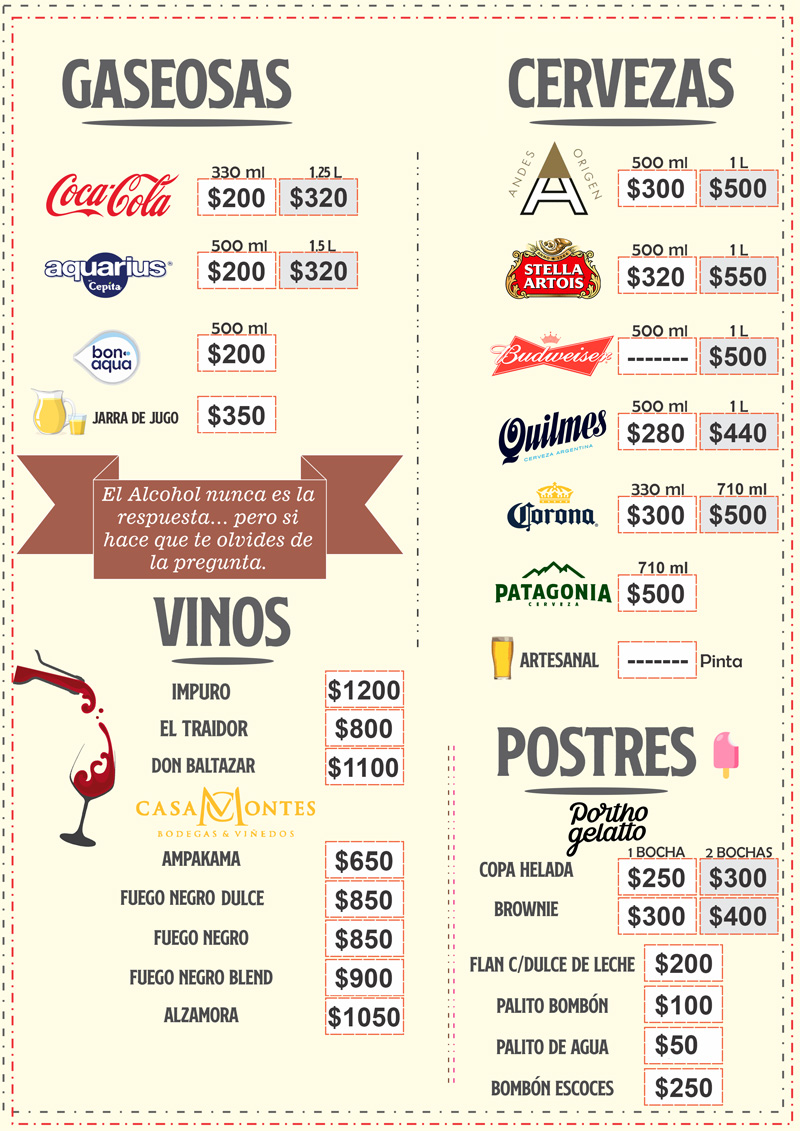 GASEOSAS
330 ml 1.25 L
Coca-Cola $200 $320
500 ml 1.5 L
aquarius® $200 $320
Cepita
500 ml
bon aqua $200
JARRA DE JUGO $350
El Alcohol nunca es la
respuesta... pero si
hace que te olvides de
la pregunta.
VINOS
IMPURO $1200
EL TRAIDOR $800
DON BALTAZAR $1100
CASA MONTES
BODEGAS & VIÑEDOS
AMPAKAMA $650
FUEGO NEGRO DULCE $850
FUEGO NEGRO $850
FUEGO NEGRO BLEND $900
ALZAMORA $1050
CERVEZAS
500 ml 1 L
ANDES ORIGEN $300 $500
500 ml 1 L
STELLA ARTOIS $320 $550
500 ml 1 L
Budweiser ------- $500
500 ml 1 L
Quilmes $280 $440
CERVEZA ARGENTINA
330 ml 710 ml
Corona® $300 $500
710 ml
PATAGONIA $500
CERVEZA
ARTESANAL ------- Pinta
POSTRES
Portho
gelatto
1 BOCHA 2 BOCHAS
COPA HELADA $250 $300
BROWNIE $300 $400
FLAN C/DULCE DE LECHE $200
PALITO BOMBÓN $100
PALITO DE AGUA $50
BOMBÓN ESCOCES $250